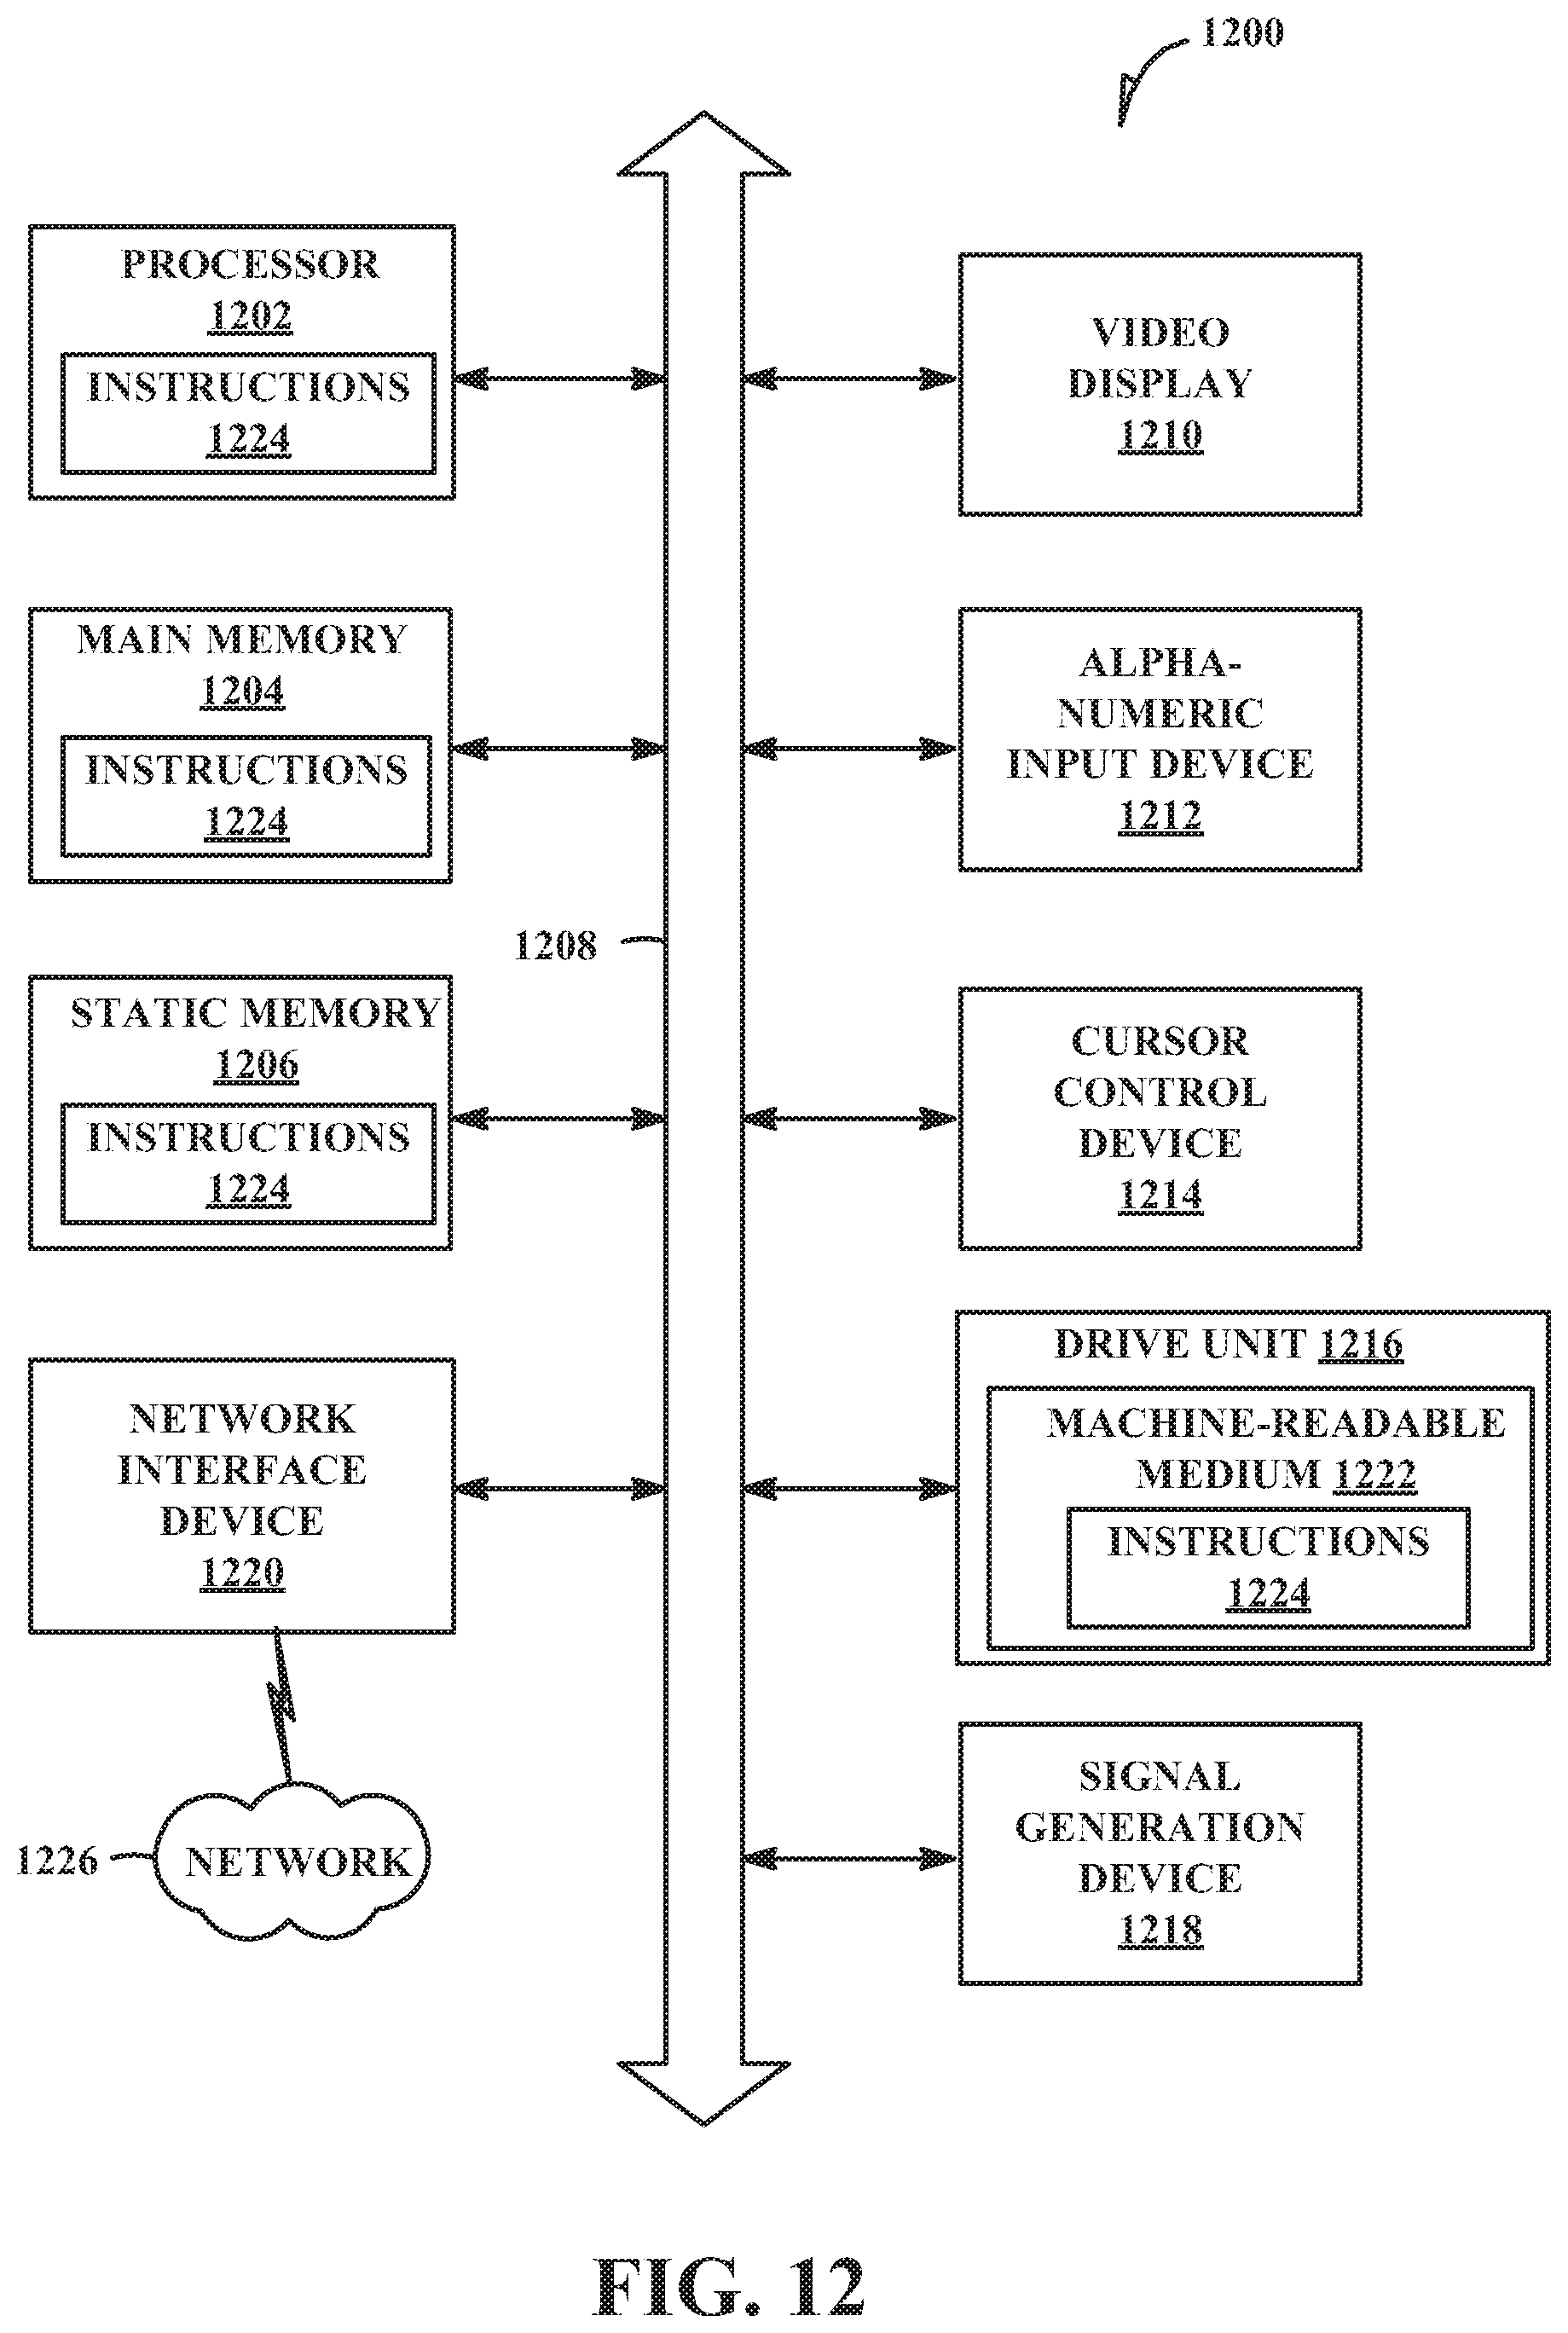 1200
PROCESSOR
1202
INSTRUCTIONS
1224
MAIN MEMORY
1204
INSTRUCTIONS
1224
1208
STATIC MEMORY
1206
INSTRUCTIONS
1224
NETWORK
INTERFACE
DEVICE
1220
1226
NETWORK
VIDEO
DISPLAY
1210
ALPHA-
NUMERIC
INPUT DEVICE
1212
CURSOR
CONTROL
DEVICE
1214
DRIVE UNIT 1216
MACHINE-READABLE
MEDIUM 1222
INSTRUCTIONS
1224
SIGNAL
GENERATION
DEVICE
1218
FIG. 12